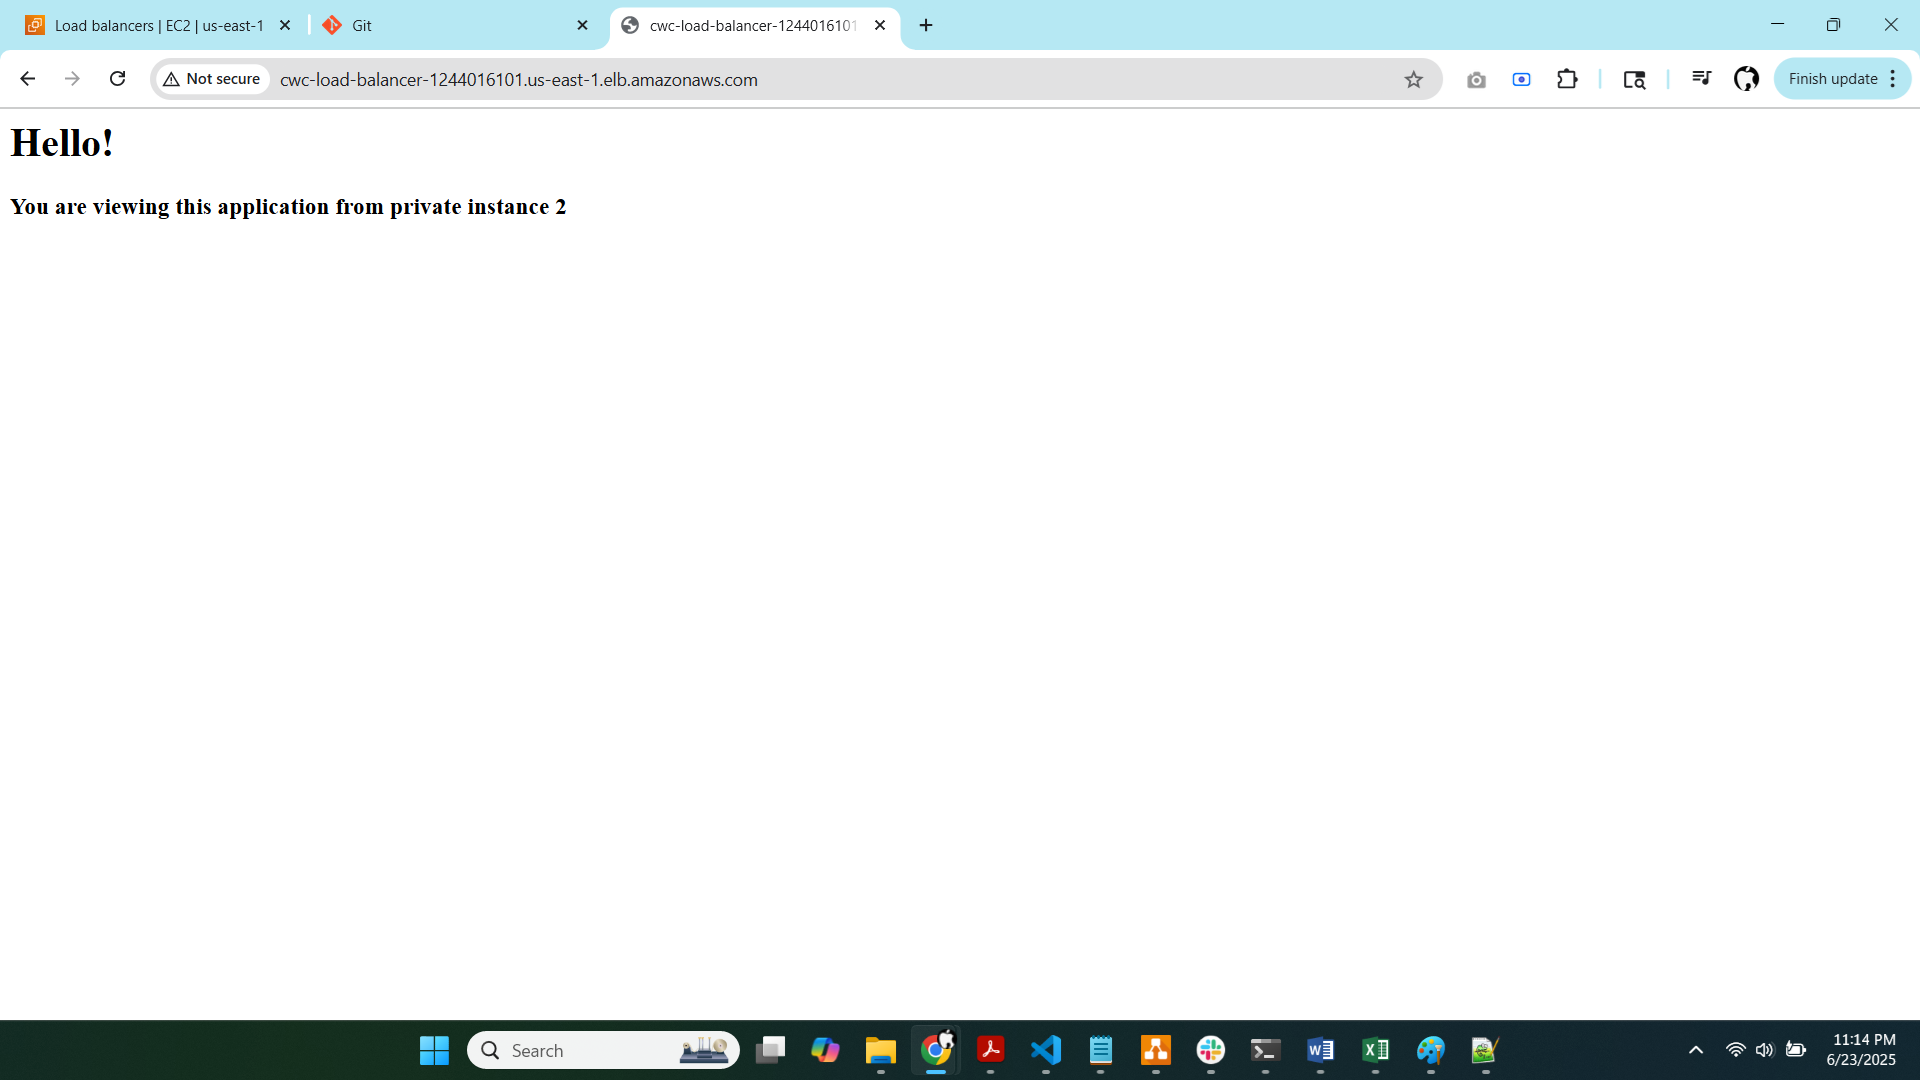 Load balancers | EC2 | us-east-1
Git
cwc-load-balancer-1244016101
Not secure
cwc-load-balancer-1244016101.us-east-1.elb.amazonaws.com
Finish update
Hello!
You are viewing this application from private instance 2
Search
11:14 PM
6/23/2025